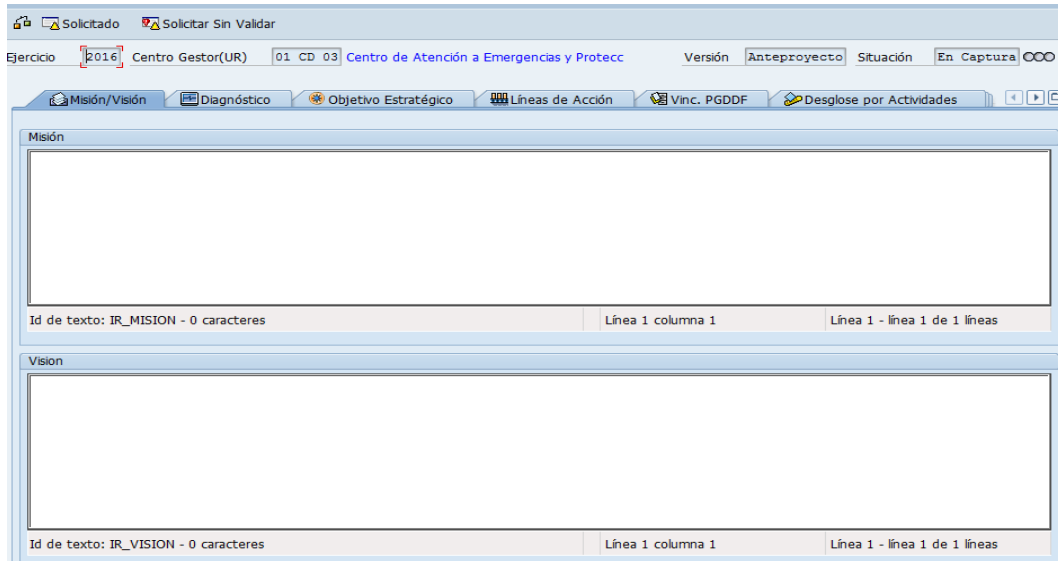 Solicitado Solicitar Sin Validar
Ejercicio 2016 Centro Gestor(UR) 01 CD 03 Centro de Atención a Emergencias y Protecc Versión Anteproyecto Situación En Captura
Misión/Visión Diagnóstico Objetivo Estratégico Líneas de Acción Vinc. PGDDF Desglose por Actividades
Misión
Id de texto: IR_MISION - 0 caracteres Línea 1 columna 1 Línea 1 - línea 1 de 1 líneas
Vision
Id de texto: IR_VISION - 0 caracteres Línea 1 columna 1 Línea 1 - línea 1 de 1 líneas